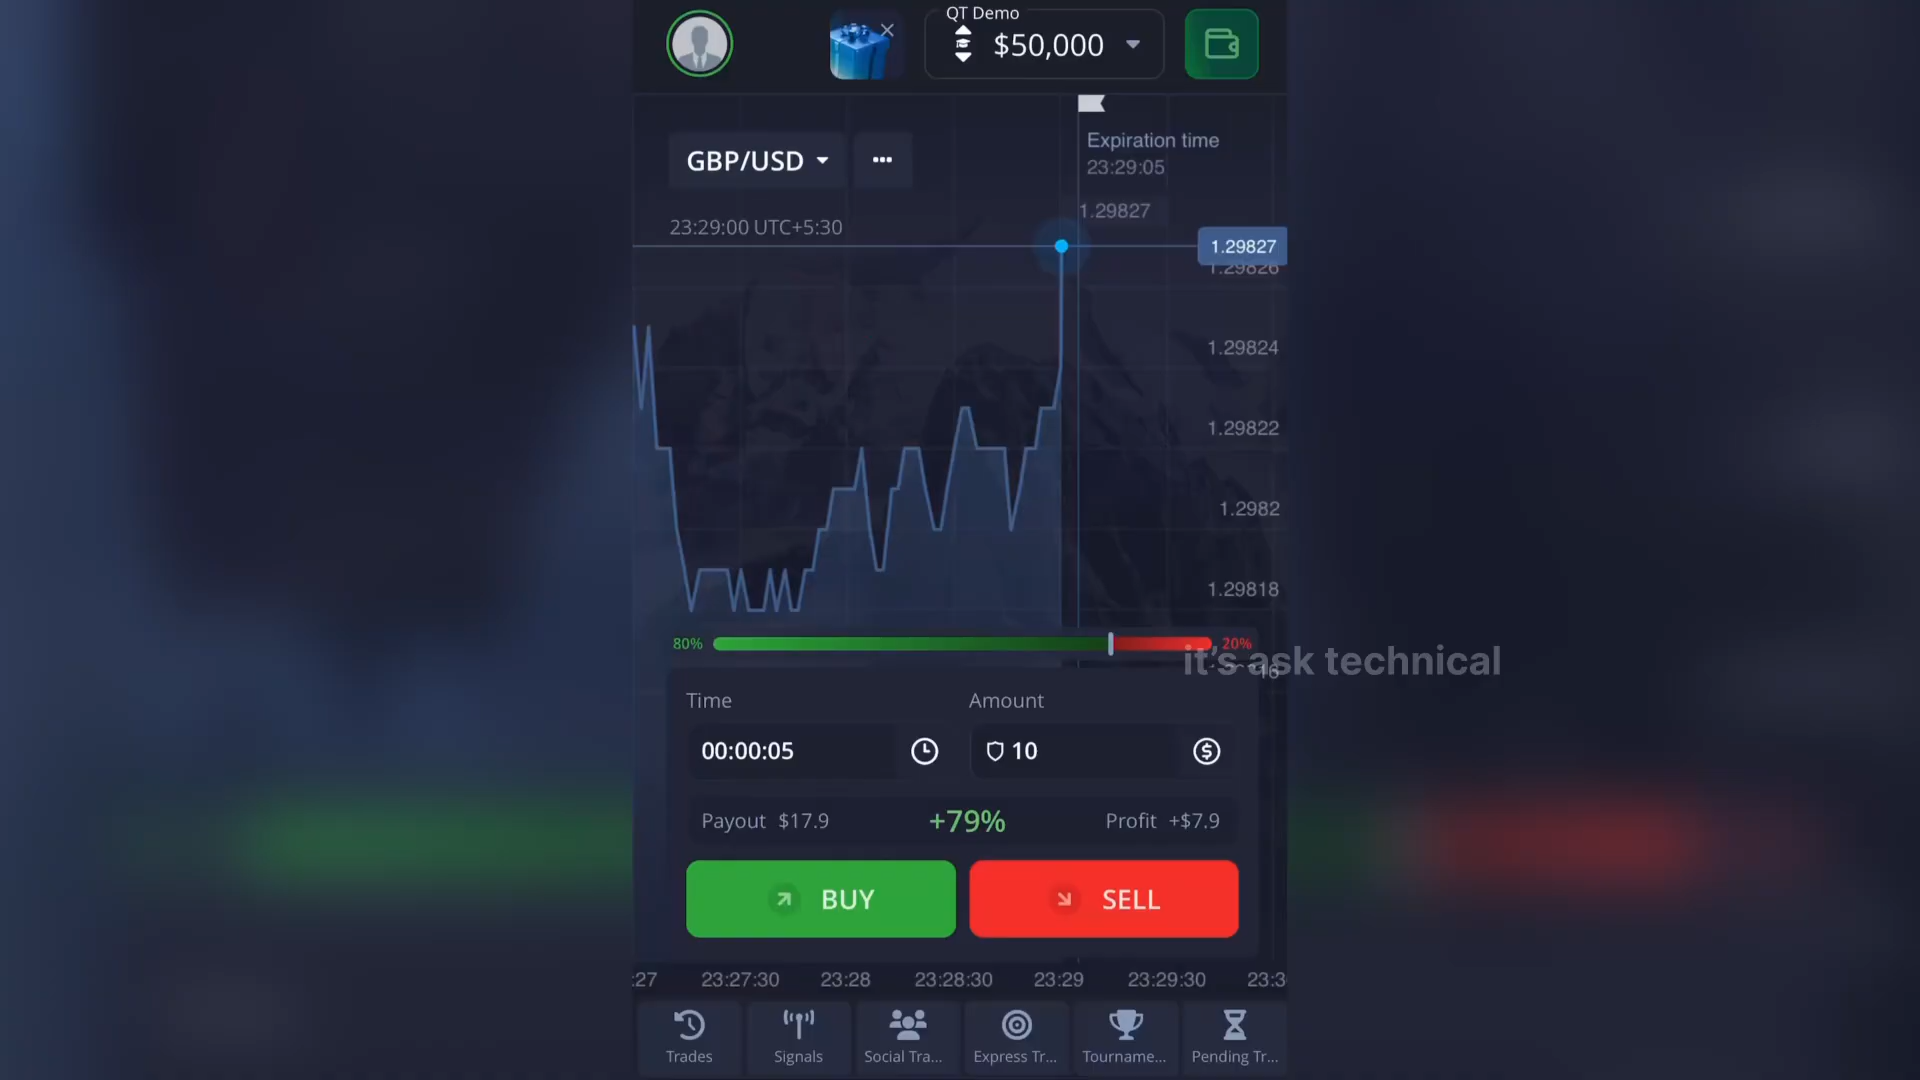 QT Demo
$50,000
Expiration time
23:29:05
GBP/USD
1.29827
23:29:00 UTC+5:30
1.29827
1.29826
1.29824
1.29822
1.2982
1.29818
80%
20%
it's ask technical
Time
Amount
00:00:05
10
Payout $17.9
+79%
Profit +$7.9
BUY
SELL
:27 23:27:30 23:28 23:28:30 23:29 23:29:30 23:3
Trades
Signals
Social Tra...
Express Tr...
Tourname...
Pending Tr...